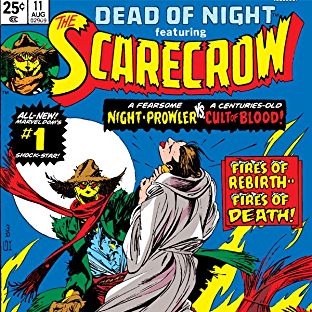 25¢
11
AUG
02969
DEAD OF NIGHT
featuring
THE
SCARECROW
A FEARSOME
NIGHT-PROWLER
VS.
A CENTURIES-OLD
CULT OF BLOOD!
ALL-NEW!
MARVELDOM'S
#1
SHOCK-STAR!
FIRES OF
REBIRTH--
FIRES OF
DEATH!